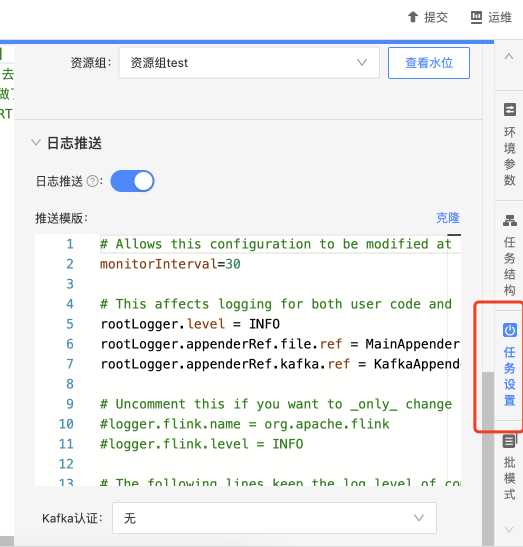 提交 运维
资源组: 资源组test 查看水位
去
做了
RT
日志推送
日志推送 ? :
推送模版: 克隆
1 # Allows this configuration to be modified at
2 monitorInterval=30
3
4 # This affects logging for both user code and
5 rootLogger.level = INFO
6 rootLogger.appenderRef.file.ref = MainAppender
7 rootLogger.appenderRef.kafka.ref = KafkaAppend
8
9 # Uncomment this if you want to _only_ change
10 #logger.flink.name = org.apache.flink
11 #logger.flink.level = INFO
12
13 # The following lines keep the log level of co
Kafka认证: 无
环境参数
任务结构
任务设置
批模式